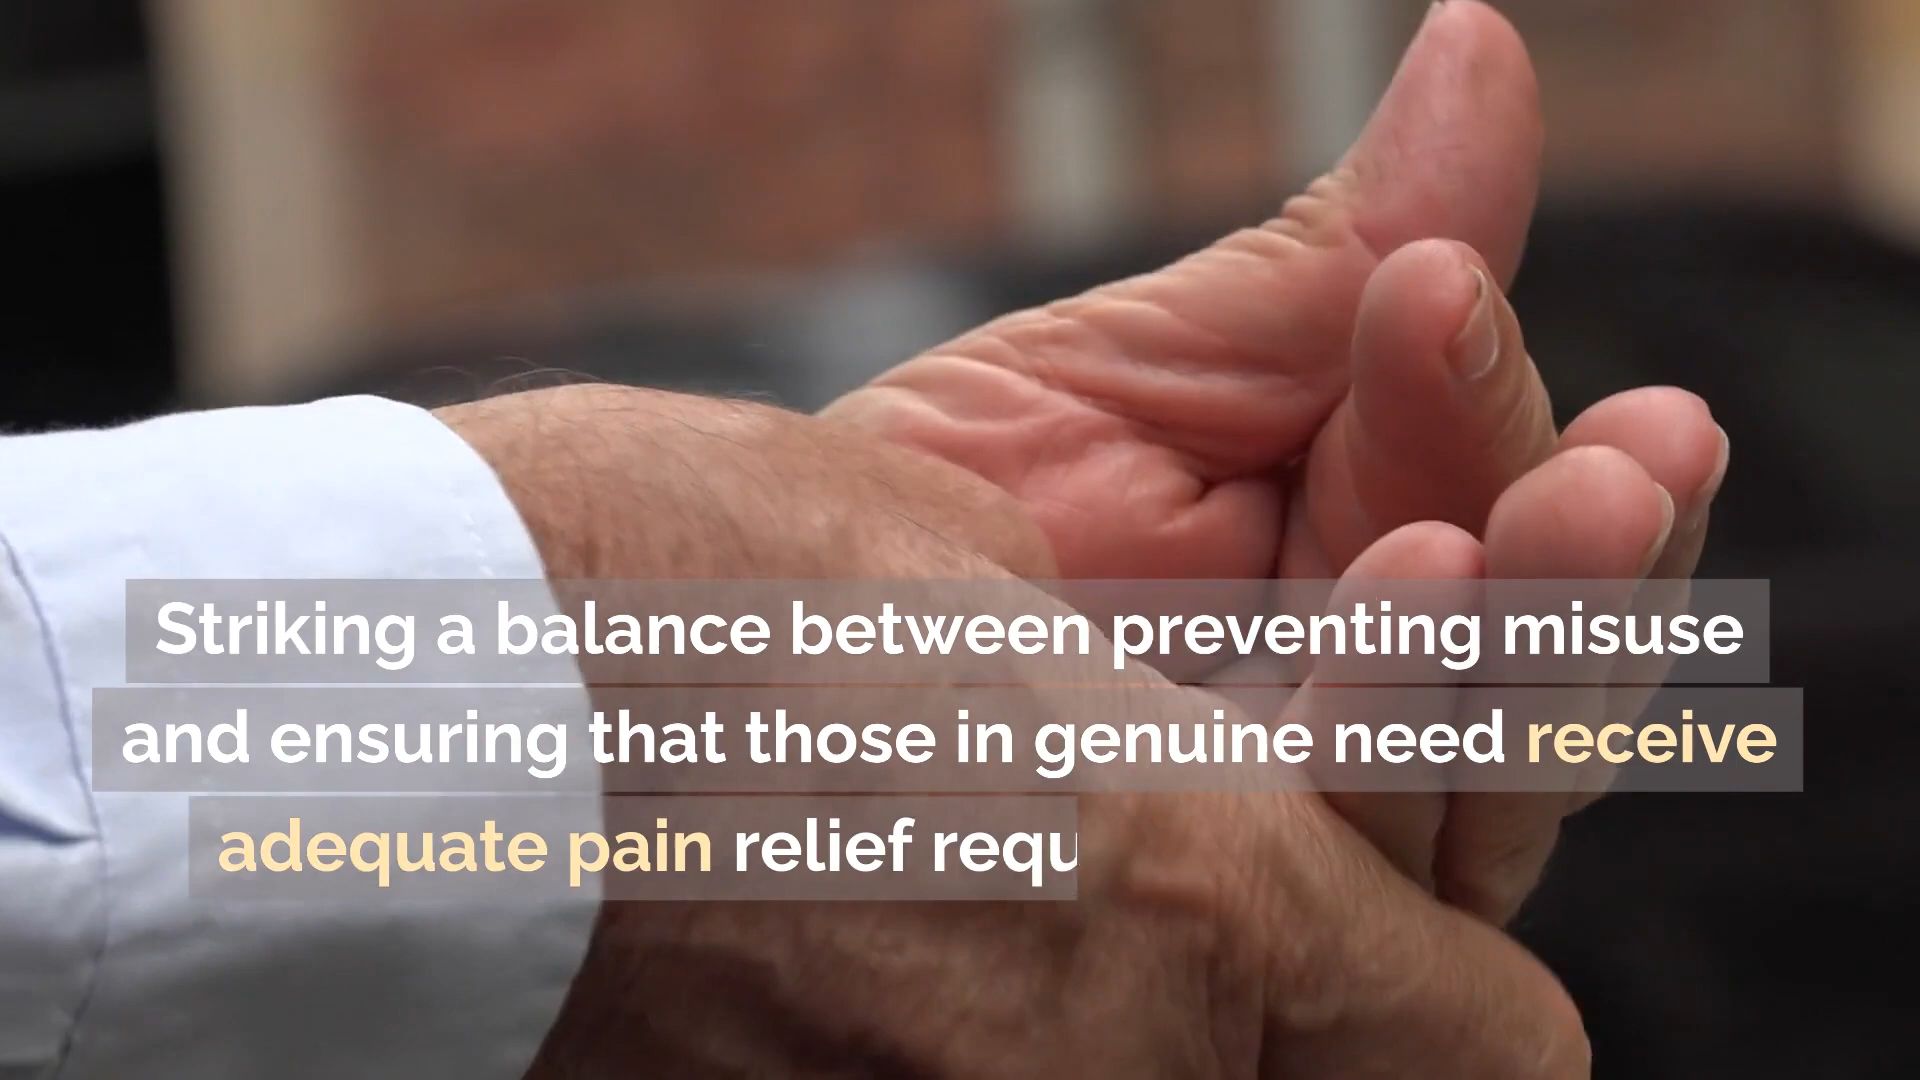 Striking a balance between preventing misuse
and ensuring that those in genuine need receive
adequate pain relief requ